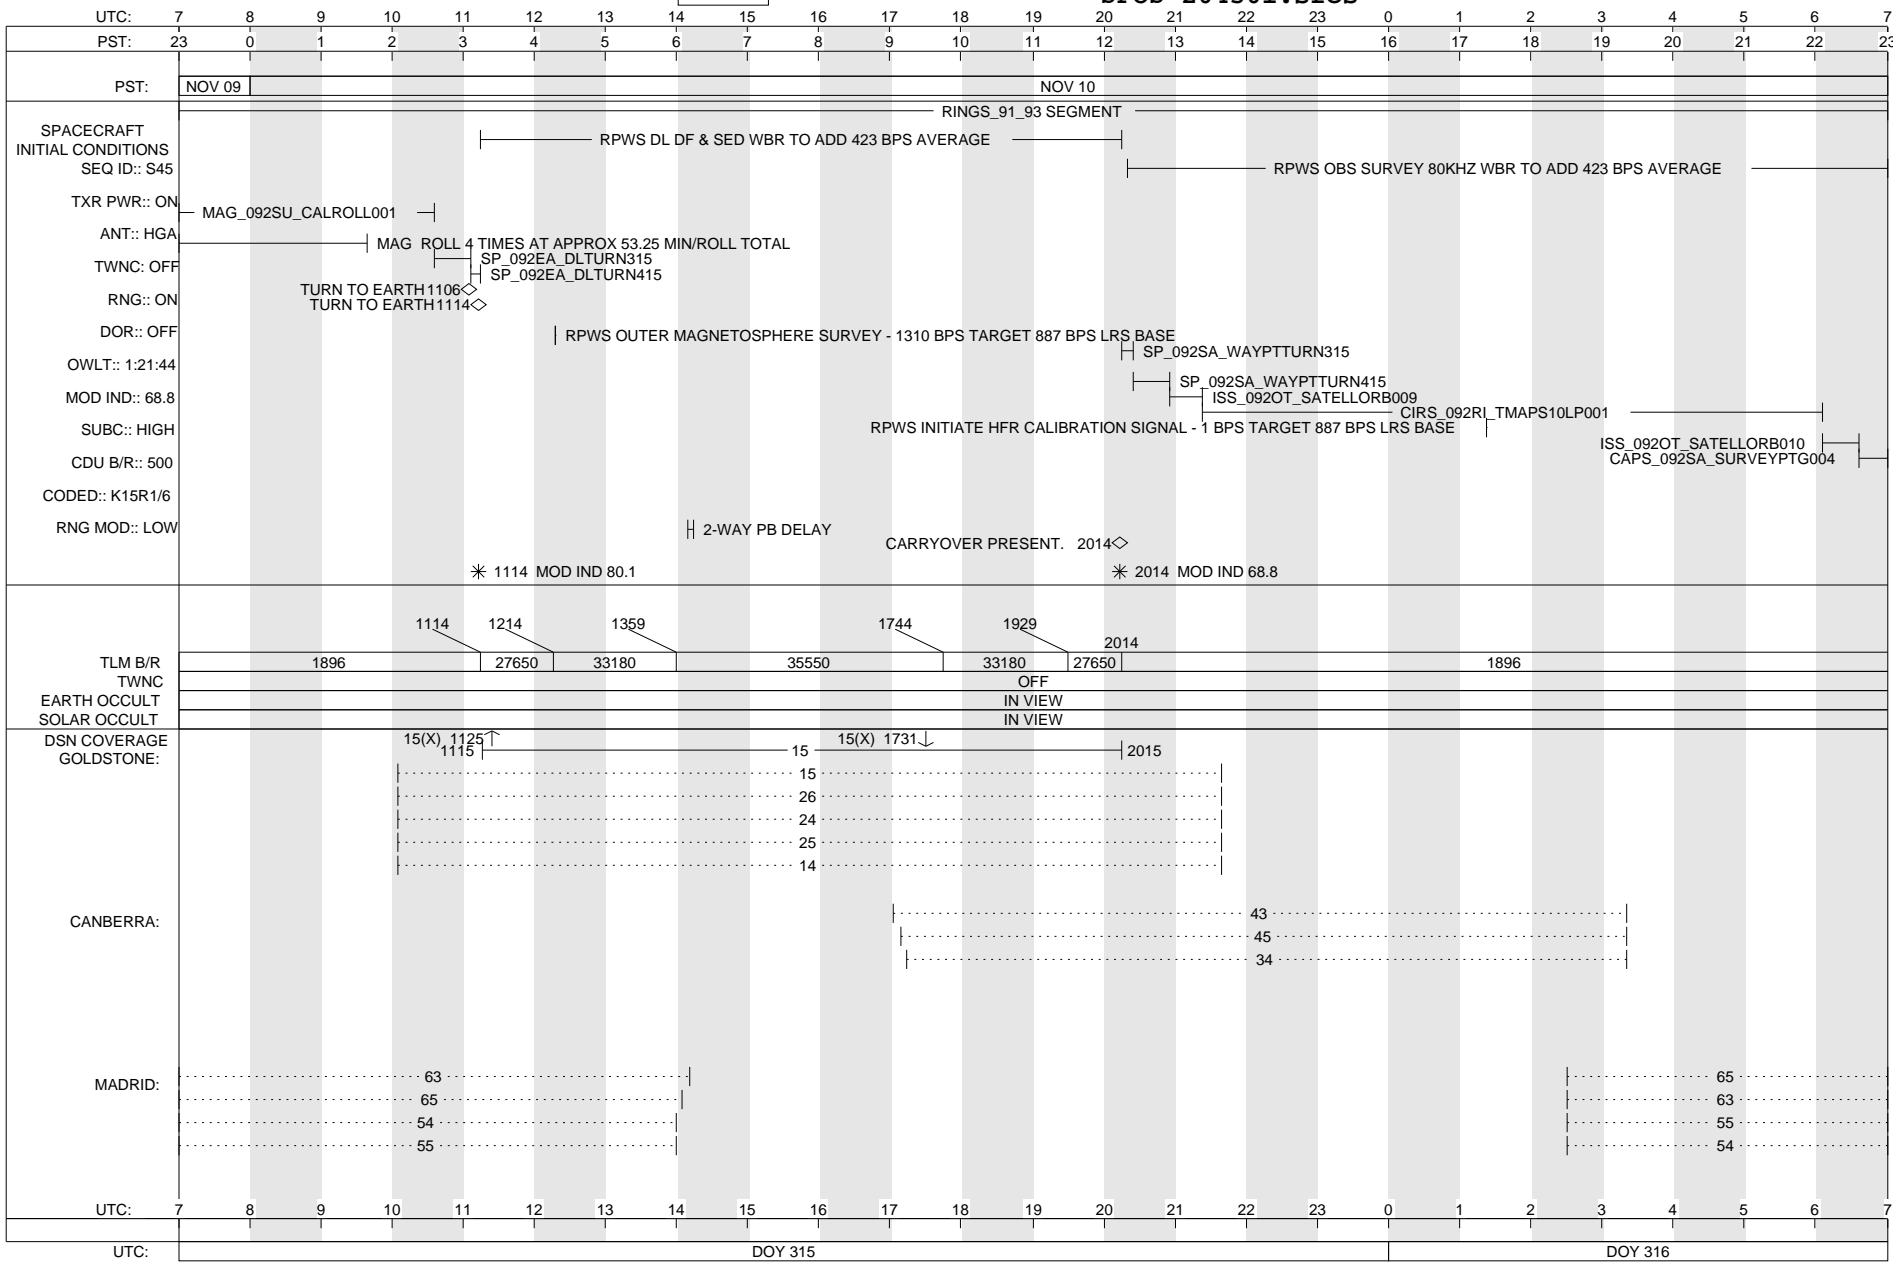 UTC: 7 8 9 10 11 12 13 14 15 16 17 18 19 20 21 22 23 0 1 2 3 4 5 6 7
PST: 23 0 1 2 3 4 5 6 7 8 9 10 11 12 13 14 15 16 17 18 19 20 21 22 23
PST: NOV 09 NOV 10
RINGS_91_93 SEGMENT
SPACECRAFT
INITIAL CONDITIONS
RPWS DL DF & SED WBR TO ADD 423 BPS AVERAGE
SEQ ID:: S45
RPWS OBS SURVEY 80KHZ WBR TO ADD 423 BPS AVERAGE
TXR PWR:: ON
MAG_092SU_CALROLL001
ANT:: HGA
MAG ROLL 4 TIMES AT APPROX 53.25 MIN/ROLL TOTAL
SP_092EA_DLTURN315
TWNC: OFF
SP_092EA_DLTURN415
TURN TO EARTH 1106
RNG:: ON
TURN TO EARTH 1114
DOR:: OFF
RPWS OUTER MAGNETOSPHERE SURVEY - 1310 BPS TARGET 887 BPS LRS BASE
SP_092SA_WAYPTTURN315
OWLT:: 1:21:44
SP_092SA_WAYPTTURN415
MOD IND:: 68.8
ISS_092OT_SATELLORB009
CIRS_092RI_TMAPS10LP001
SUBC:: HIGH
RPWS INITIATE HFR CALIBRATION SIGNAL - 1 BPS TARGET 887 BPS LRS BASE
ISS_092OT_SATELLORB010
CDU B/R:: 500
CAPS_092SA_SURVEYPTG004
CODED:: K15R1/6
RNG MOD:: LOW
2-WAY PB DELAY
CARRYOVER PRESENT. 2014
1114 MOD IND 80.1
2014 MOD IND 68.8
1114 1214 1359 1744 1929
2014
TLM B/R 1896 27650 33180 35550 33180 27650 1896
TWNC OFF
EARTH OCCULT IN VIEW
SOLAR OCCULT IN VIEW
DSN COVERAGE 15(X) 1125 15(X) 1731
GOLDSTONE: 1115 15 2015
15
26
24
25
14
CANBERRA: 43
45
34
MADRID: 63 65
65 63
54 55
55 54
UTC: 7 8 9 10 11 12 13 14 15 16 17 18 19 20 21 22 23 0 1 2 3 4 5 6 7
UTC: DOY 315 DOY 316